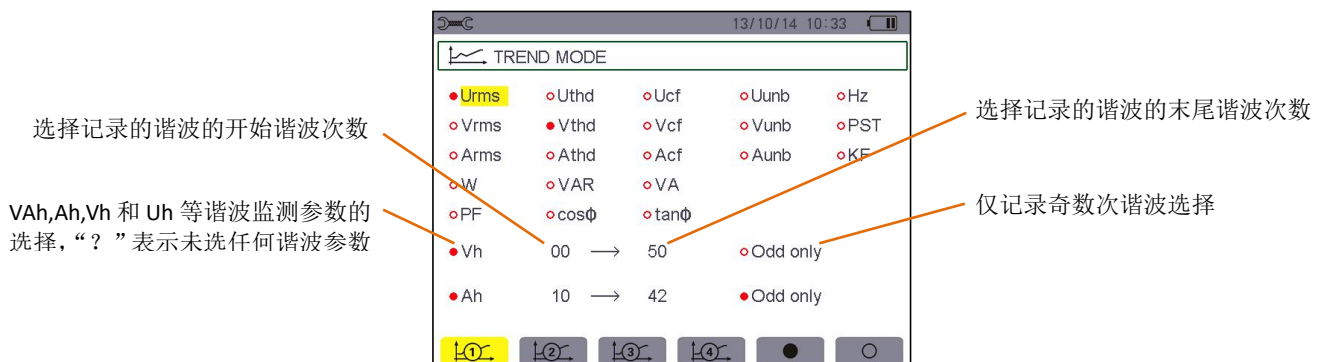 13/10/14 10:33
TREND MODE
Urms Uthd Ucf Uunb Hz
Vrms Vthd Vcf Vunb PST
Arms Athd Acf Aunb KF
W VAR VA
PF cosΦ tanΦ
Vh 00 → 50 Odd only
Ah 10 → 42 Odd only
1 2 3 4
选择记录的谐波的开始谐波次数
VAh,Ah,Vh 和 Uh 等谐波监测参数的
选择,“?”表示未选任何谐波参数
选择记录的谐波的末尾谐波次数
仅记录奇数次谐波选择